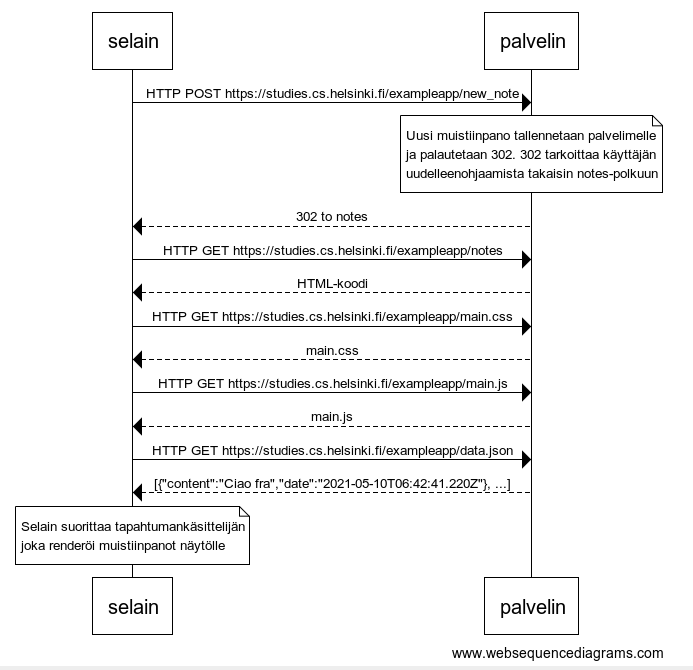 selain
palvelin
HTTP POST https://studies.cs.helsinki.fi/exampleapp/new_note
Uusi muistiinpano tallennetaan palvelimelle
ja palautetaan 302. 302 tarkoittaa käyttäjän
uudelleenohjaamista takaisin notes-polkuun
302 to notes
HTTP GET https://studies.cs.helsinki.fi/exampleapp/notes
HTML-koodi
HTTP GET https://studies.cs.helsinki.fi/exampleapp/main.css
main.css
HTTP GET https://studies.cs.helsinki.fi/exampleapp/main.js
main.js
HTTP GET https://studies.cs.helsinki.fi/exampleapp/data.json
[{"content":"Ciao fra","date":"2021-05-10T06:42:41.220Z"}, ...]
Selain suorittaa tapahtumankäsittelijän
joka renderöi muistiinpanot näytölle
selain
palvelin
www.websequencediagrams.com